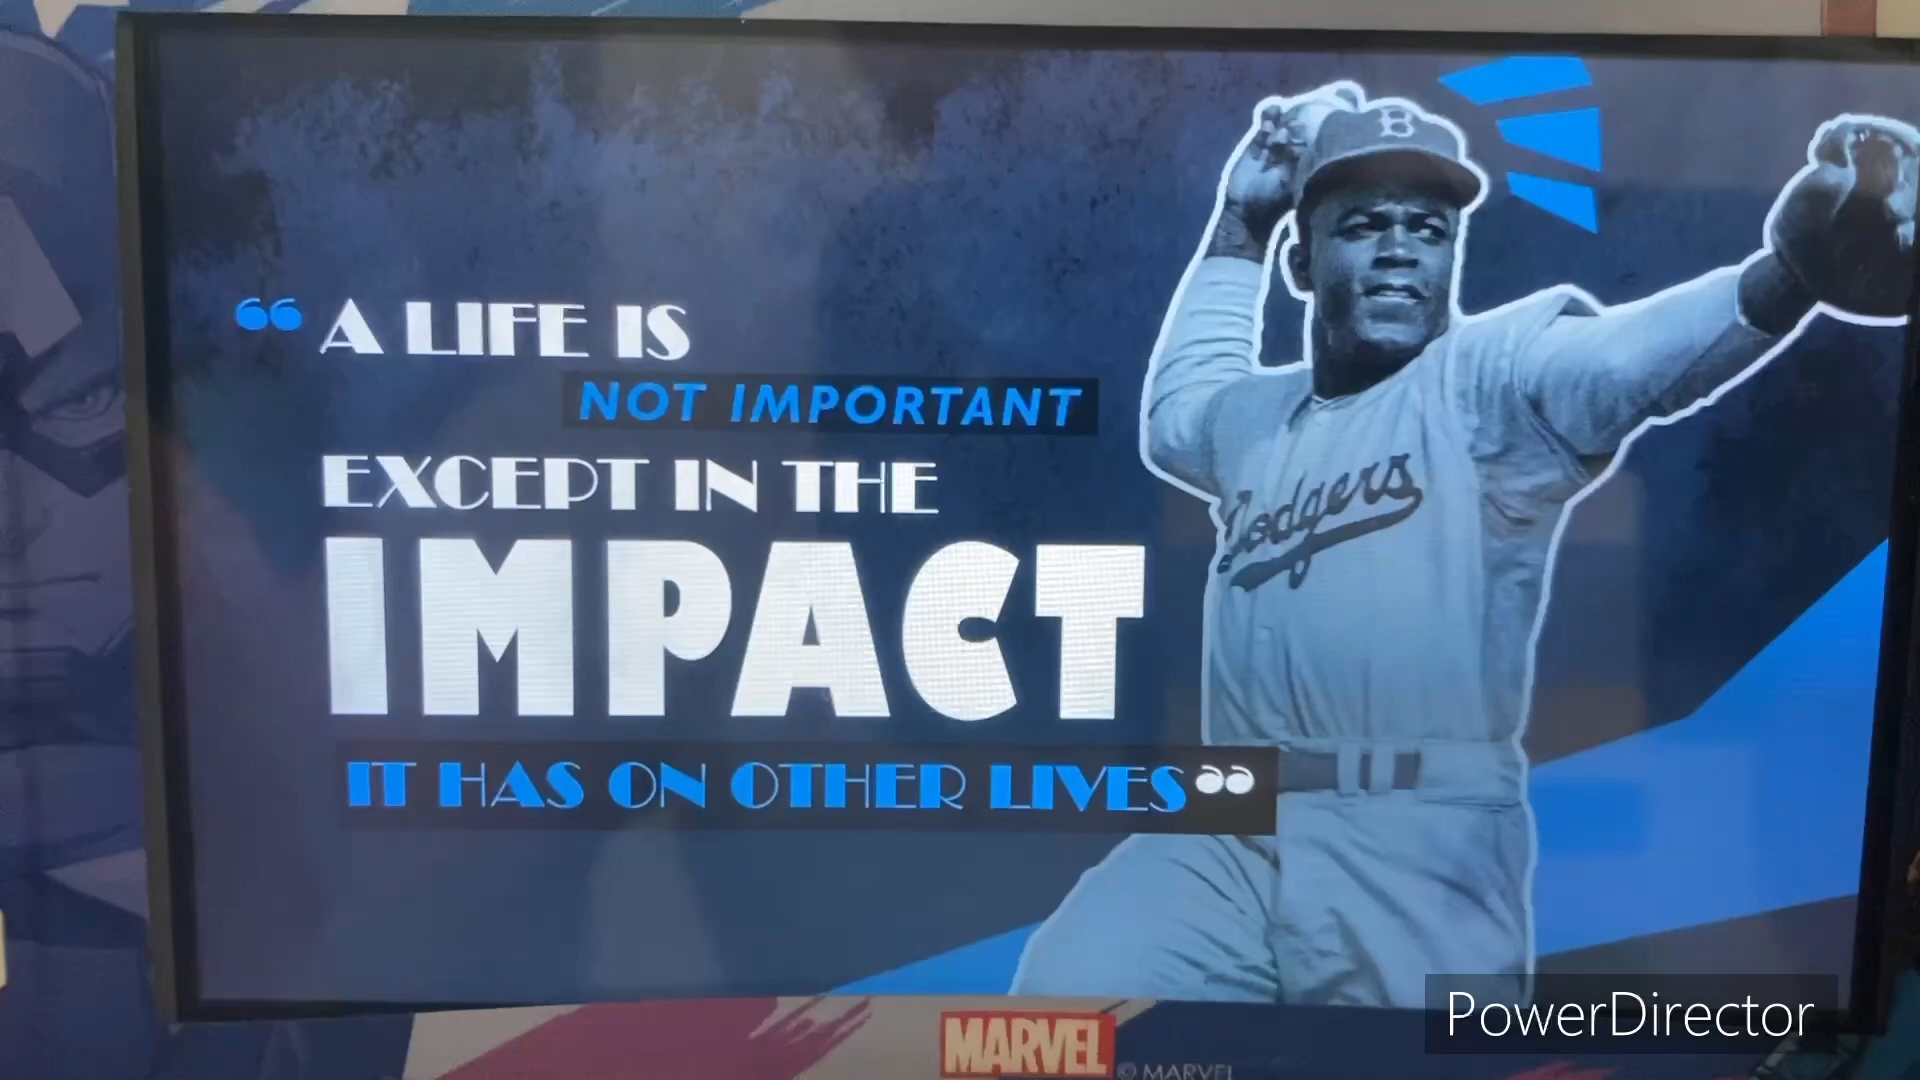 B
“A LIFE IS
NOT IMPORTANT
EXCEPT IN THE
IMPACT
IT HAS ON OTHER LIVES”
Dodgers
PowerDirector
MARVEL
© MARVEL